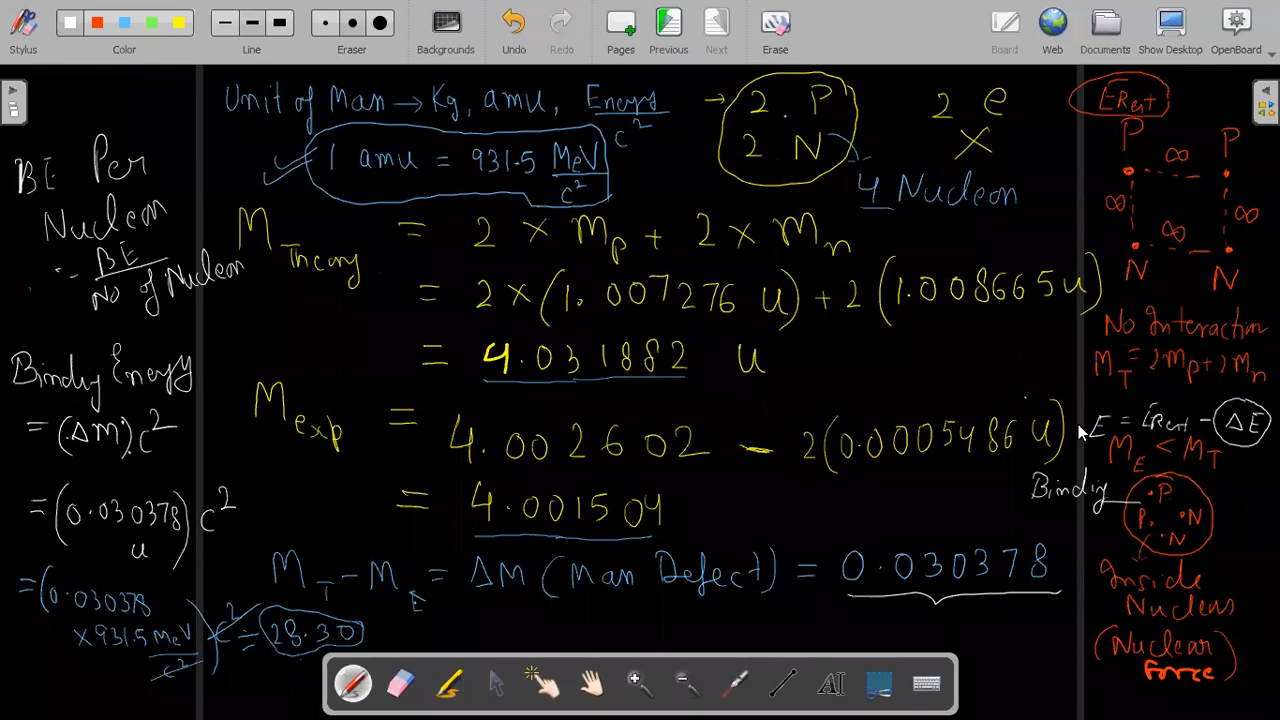 Stylus
Color
Line
Eraser
Backgrounds
Undo
Redo
Pages
Previous
Next
Erase
Board
Web
Documents
Show Desktop
OpenBoard
Unit of Mass → Kg, amu, Energy/c²
1 amu = 931.5 MeV/c²
→ 2 P
2 N
2 e
×
4 Nucleon
M Theory = 2 × mp + 2 × mn
= 2 × (1.007276 u) + 2 (1.008665 u)
= 4.031882 u
M exp = 4.002602 - 2(0.0005486 u)
= 4.001504
MT - ME = ΔM (Mass Defect) = 0.030378
BE Per
Nucleon
= BE
No of Nucleon
Binding Energy
= (ΔM)c²
= (0.030378 u) c²
= (0.030378
× 931.5 MeV/c²) c² = 28.30
ERest
P ∞ P
∞ ∞
∞
N N
No Interaction
MT = 2mp + 2mn
E = ERest - ΔE
ME < MT
Binding
P
P N
N
Inside
Nucleus
(Nuclear
Force)